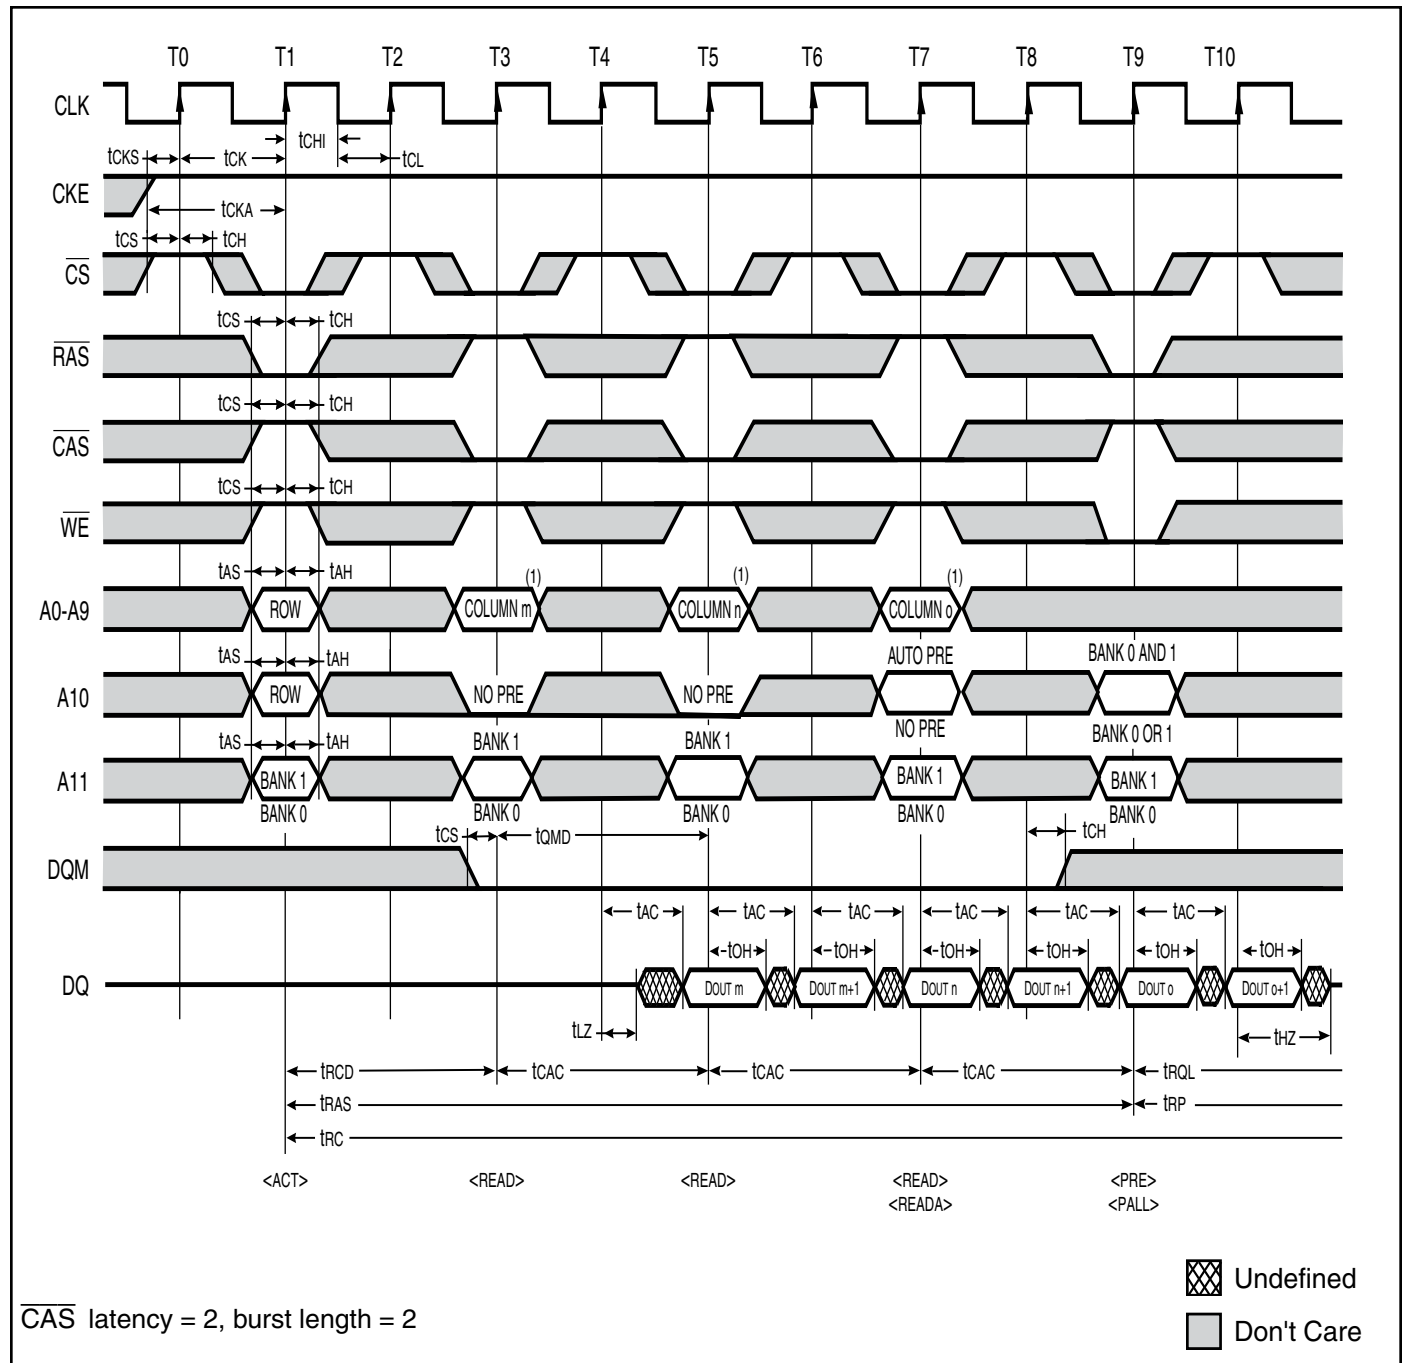 T0 T1 T2 T3 T4 T5 T6 T7 T8 T9 T10
CLK
tCHI
tCKS tCK tCL
CKE
tCKA
tCS tCH
CS
tCS tCH
RAS
tCS tCH
CAS
tCS tCH
WE
tAS tAH (1) (1) (1)
A0-A9 ROW COLUMN m COLUMN n COLUMN o
tAS tAH AUTO PRE BANK 0 AND 1
A10 ROW NO PRE NO PRE
NO PRE BANK 0 OR 1
tAS tAH BANK 1 BANK 1
A11 BANK 1 BANK 1 BANK 1
BANK 0 BANK 0 BANK 0 BANK 0 BANK 0
tCS tQMD tCH
DQM
tAC tAC tAC tAC tAC tAC
tOH tOH tOH tOH tOH tOH
DQ DOUT m DOUT m+1 DOUT n DOUT n+1 DOUT o DOUT o+1
tLZ tHZ
tRCD tCAC tCAC tCAC tRQL
tRAS tRP
tRC
<ACT> <READ> <READ> <READ> <PRE>
<READA> <PALL>
Undefined
CAS latency = 2, burst length = 2
Don't Care